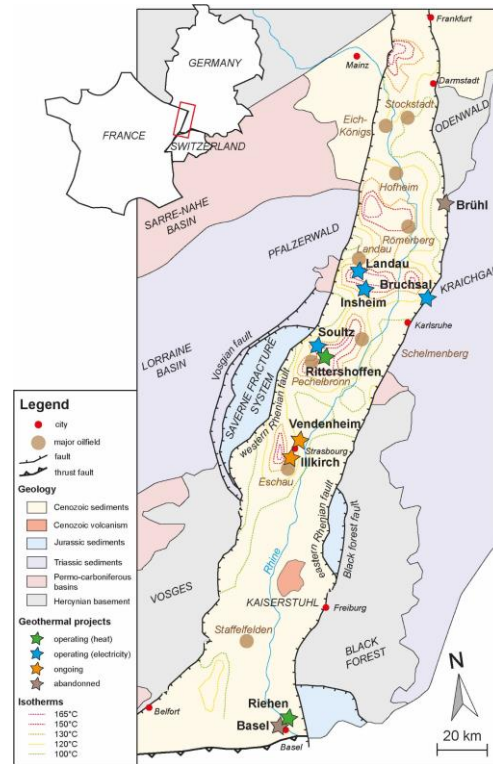 GERMANY
FRANCE
SWITZERLAND
Frankfurt
Mainz
Darmstadt
Stockstadt
Eich-
Königs
ODENWALD
Hofheim
Brühl
SARRE-NAHE
BASIN
PFALZERWALD
Römerberg
Landau
Landau
Bruchsal
KRAICHGAU
Insheim
Karlsruhe
Soultz
Schelmenberg
Rittershoffen
Pechelbronn
LORRAINE
BASIN
Vosgian fault
SAVERNE FRACTURE
SYSTEM
western Rhenian fault
Vendenheim
Strasbourg
Illkirch
Eschau
eastern Rhenian fault
Black forest fault
Rhine
VOSGES
KAISERSTUHL
Freiburg
BLACK
FOREST
Staffelfelden
Belfort
Riehen
Basel
Basel
N
20 km
Legend
city
major oilfield
fault
thrust fault
Geology
Cenozoic sediments
Cenozoic volcanism
Jurassic sediments
Triassic sediments
Permo-carboniferous
basins
Hercynian basement
Geothermal projects
operating (heat)
operating (electricity)
ongoing
abandonned
Isotherms
165°C
150°C
130°C
120°C
100°C